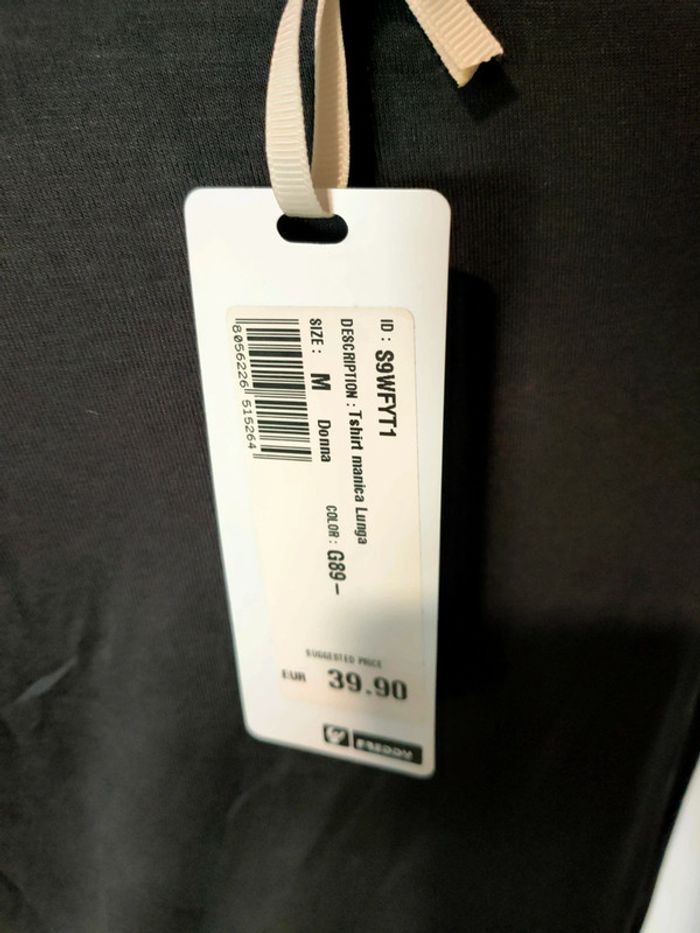 ID : S9WFYT1
DESCRIPTION : Tshirt manica Lunga
SIZE : M Donna COLOR : G89-
8056226 515264
SUGGESTED PRICE
EUR 39.90
FREDDY